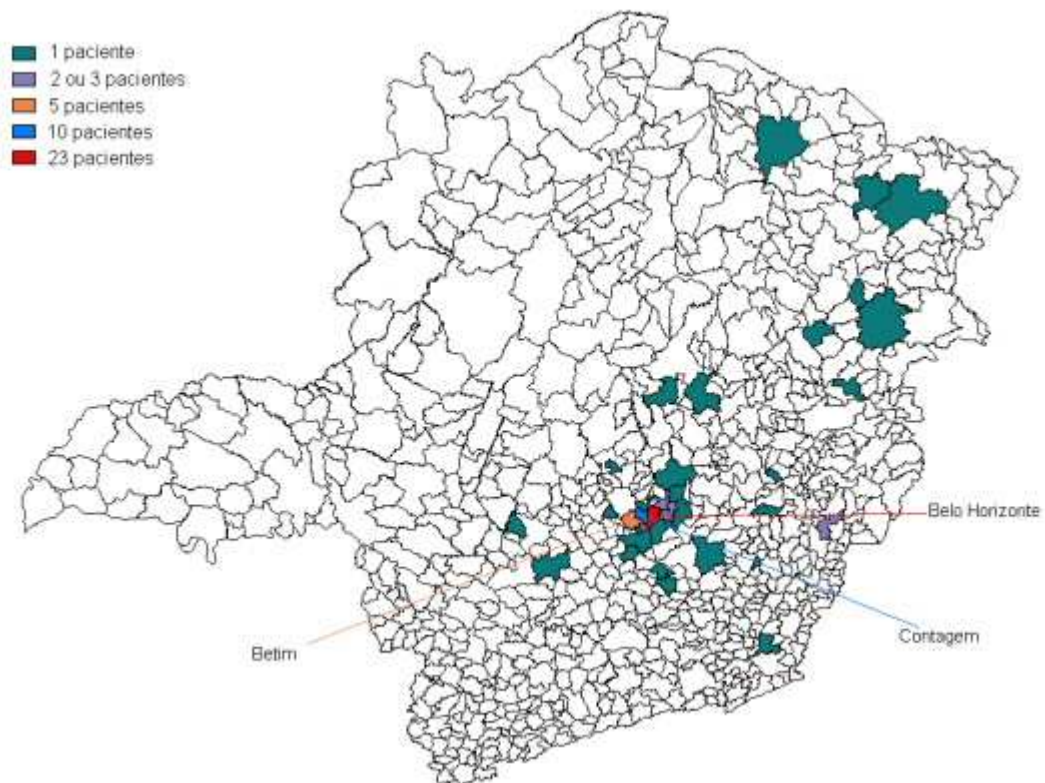 1 paciente
2 ou 3 pacientes
5 pacientes
10 pacientes
23 pacientes
Belo Horizonte
Contagem
Betim